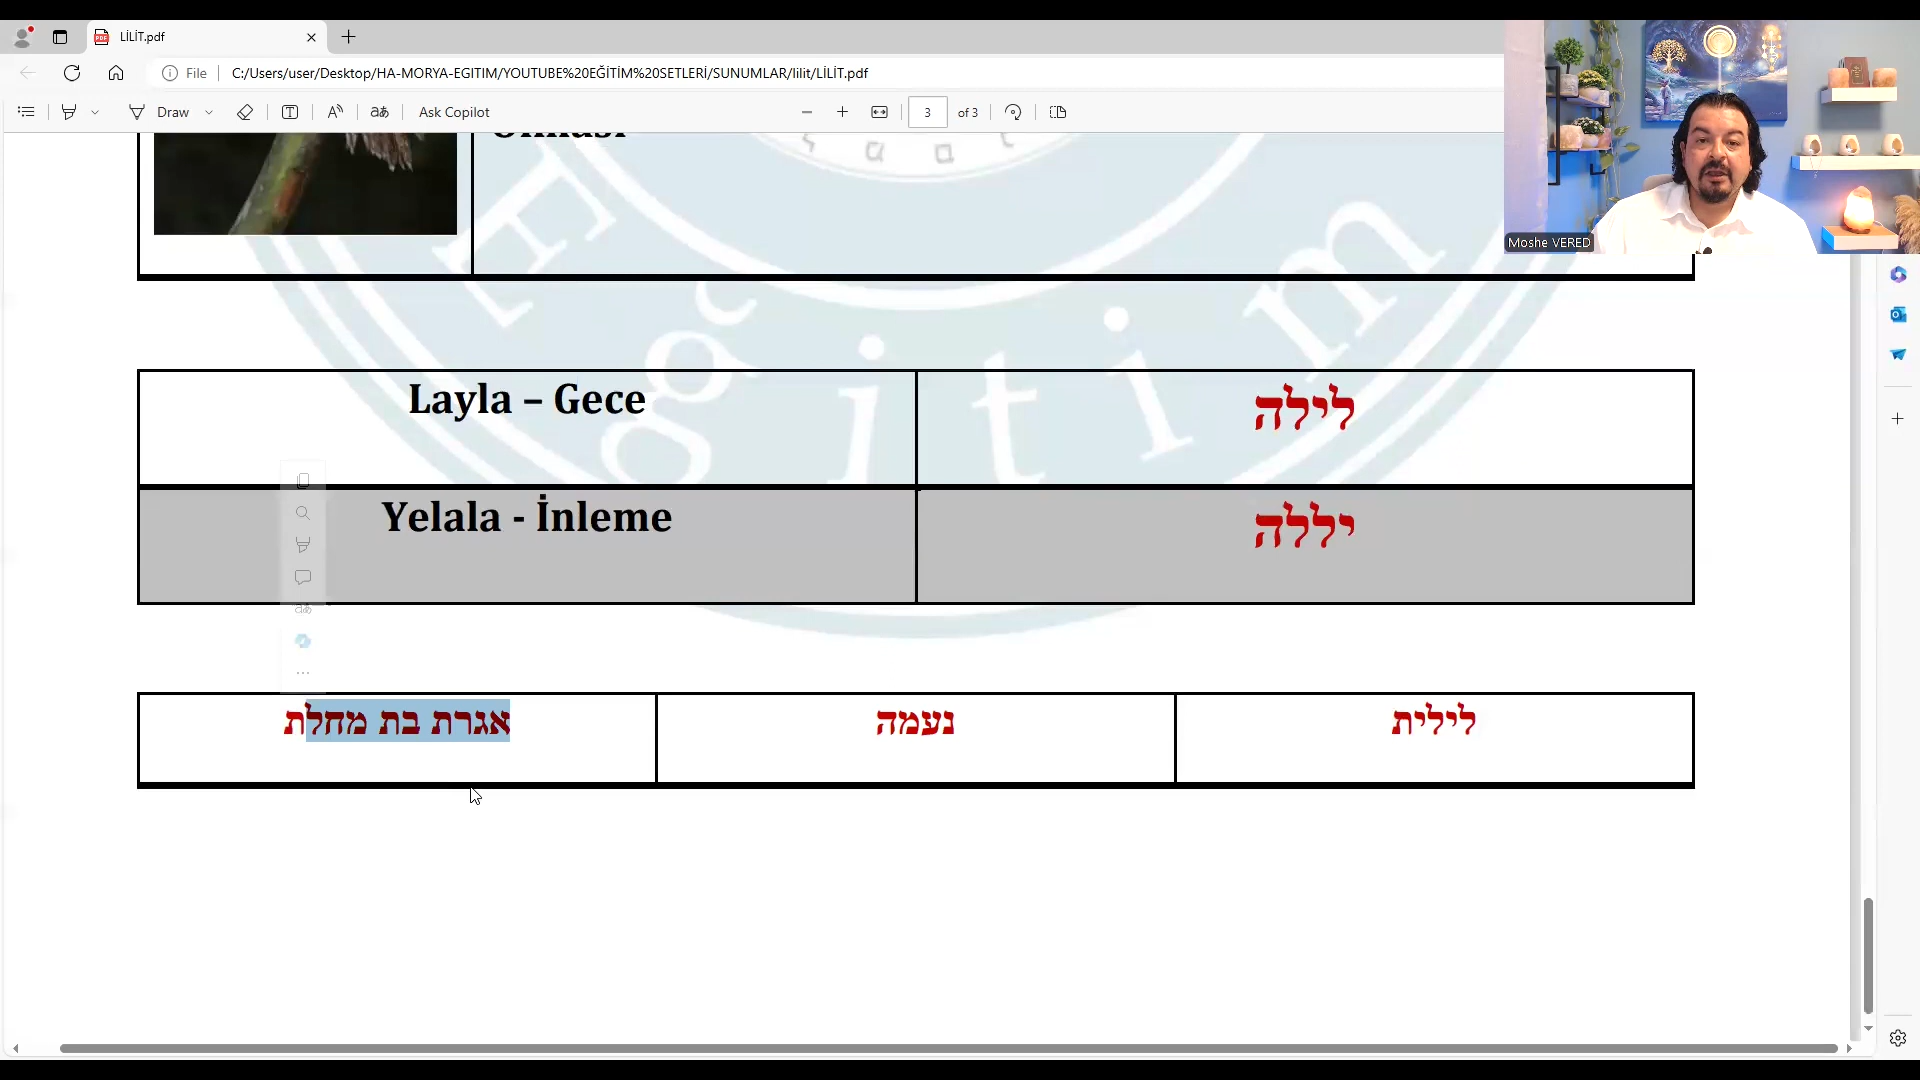 LİLİT.pdf
File
C:/Users/user/Desktop/HA-MORYA-EGITIM/YOUTUBE%20EĞİTİM%20SETLERİ/SUNUMLAR/lilit/LİLİT.pdf
Draw
Ask Copilot
3 of 3
Moshe VERED
Eğitim
Layla – Gece
לילה
Yelala - İnleme
יללה
אגרת בת מחלת
נעמה
לילית